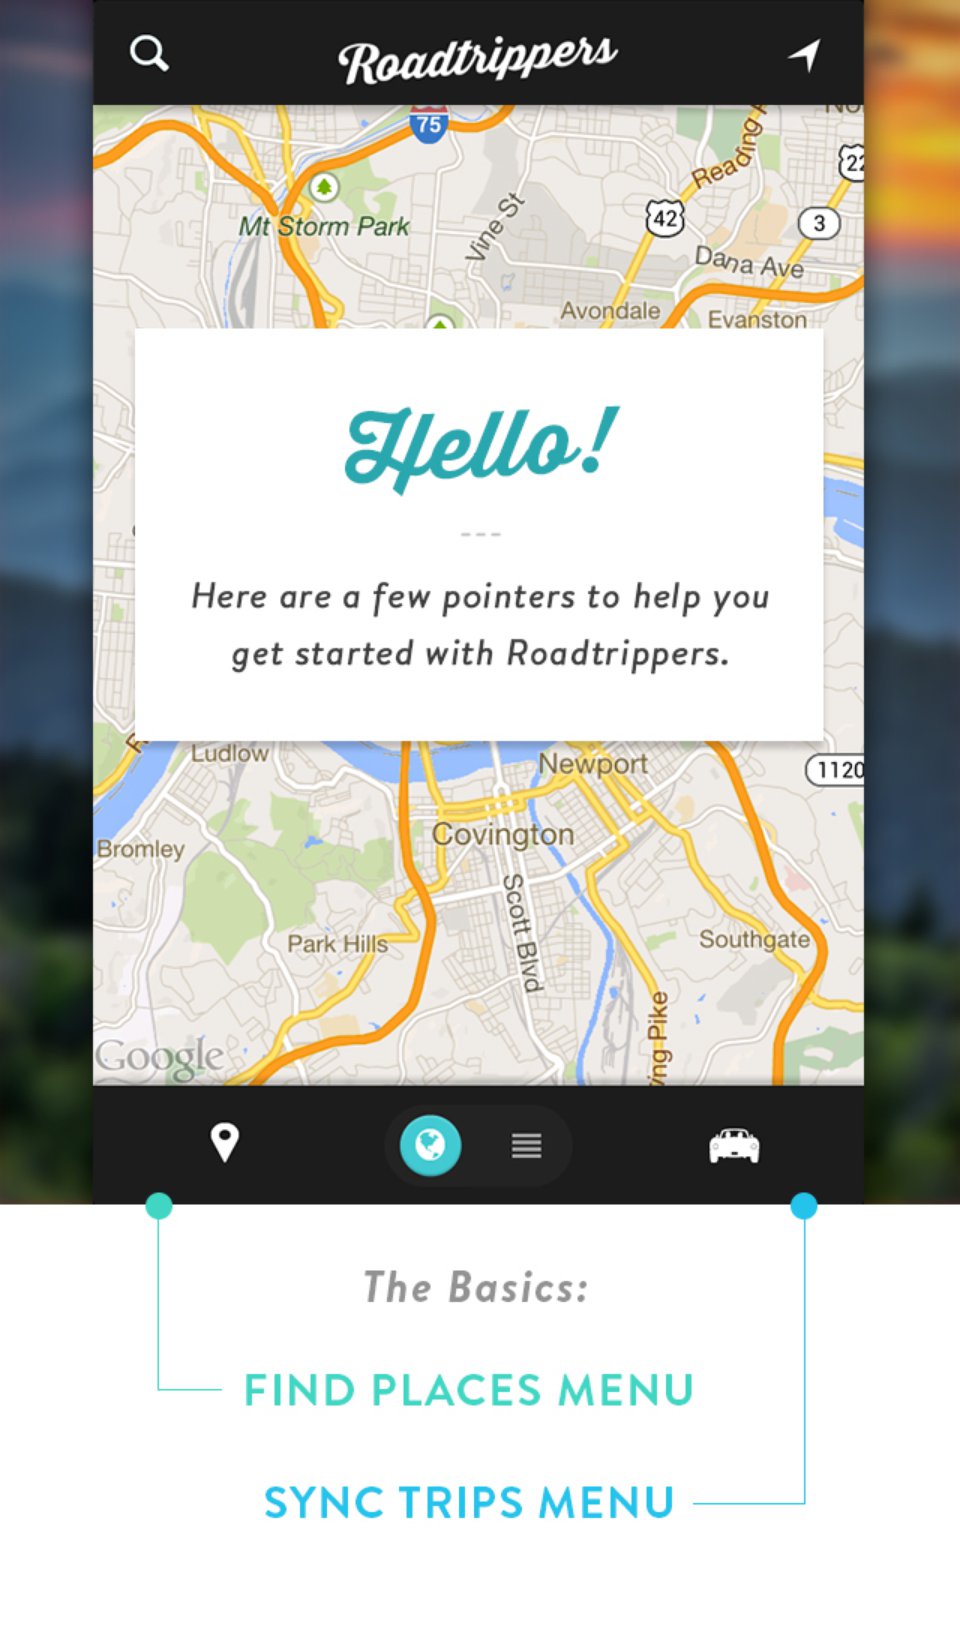 Roadtrippers
75
Reading
22
42
3
Mt Storm Park
Vine St
Dana Ave
Avondale
Evanston
Hello!
---
Here are a few pointers to help you
get started with Roadtrippers.
Ludlow
Newport
1120
Covington
Bromley
Scott Blvd
Park Hills
Southgate
Google
The Basics:
FIND PLACES MENU
SYNC TRIPS MENU